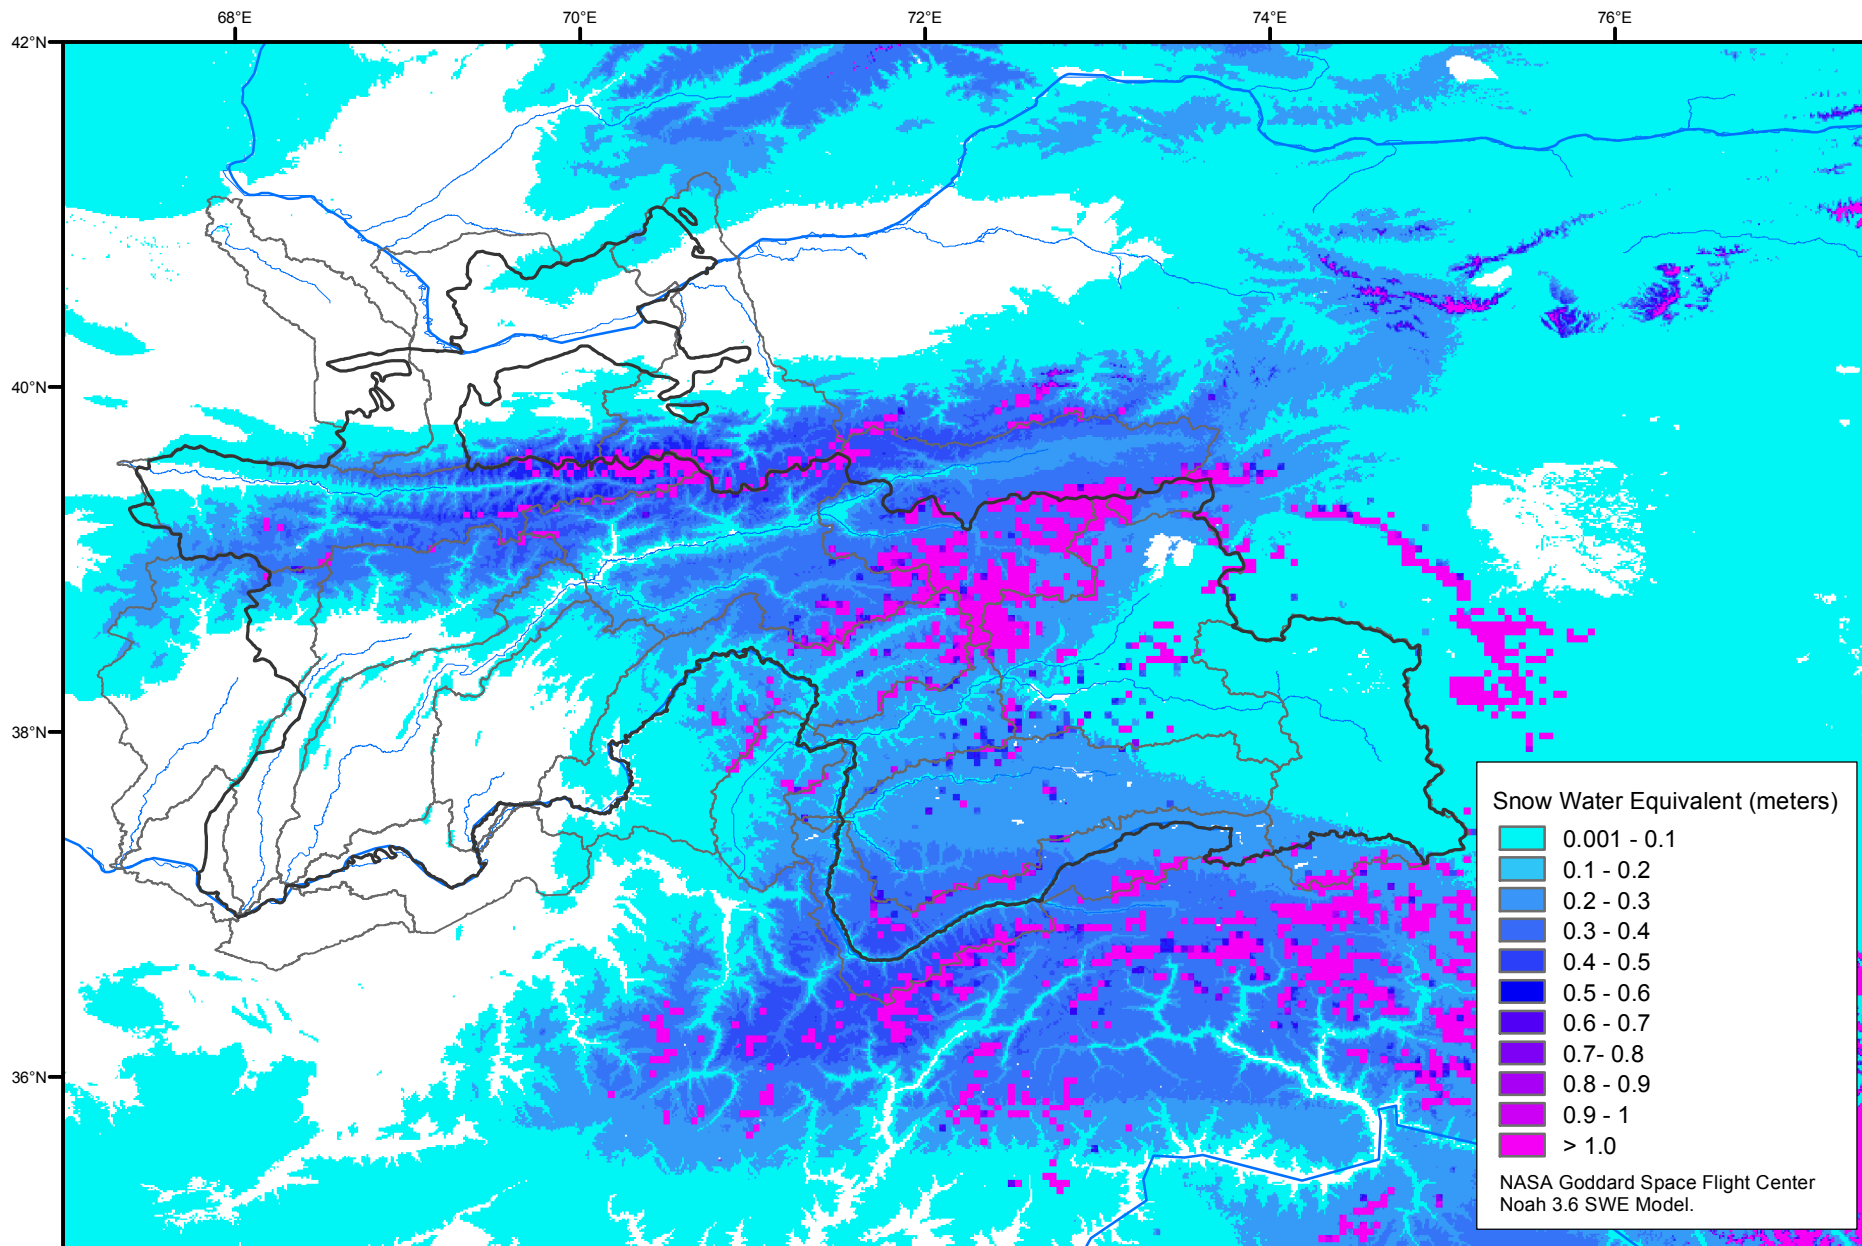 68°E 70°E 72°E 74°E 76°E
42°N
40°N
38°N
36°N
Snow Water Equivalent (meters)
0.001 - 0.1
0.1 - 0.2
0.2 - 0.3
0.3 - 0.4
0.4 - 0.5
0.5 - 0.6
0.6 - 0.7
0.7- 0.8
0.8 - 0.9
0.9 - 1
> 1.0
NASA Goddard Space Flight Center
Noah 3.6 SWE Model.